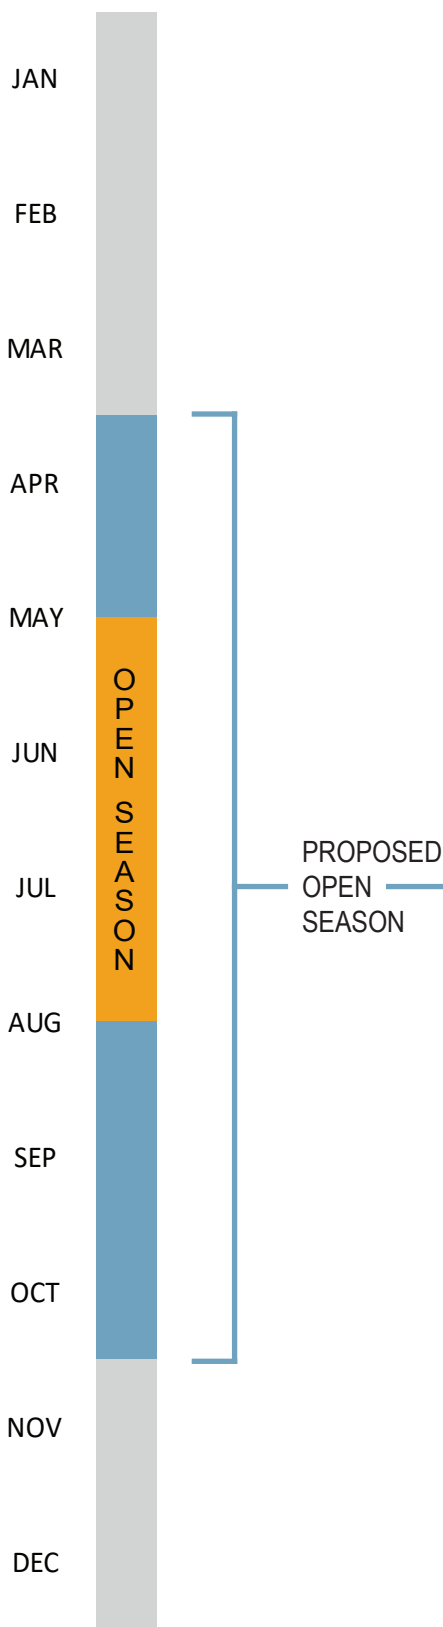 JAN
FEB
MAR
APR
MAY
JUN
JUL
AUG
SEP
OCT
NOV
DEC
OPEN SEASON
PROPOSED
OPEN
SEASON